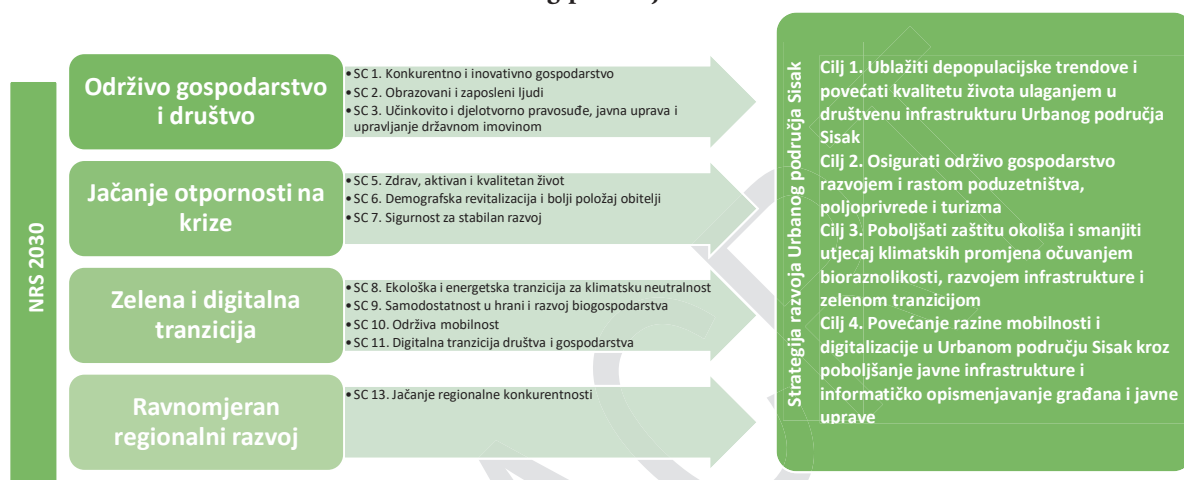 NRS 2030
Održivo gospodarstvo
i društvo
•SC 1. Konkurentno i inovativno gospodarstvo
•SC 2. Obrazovani i zaposleni ljudi
•SC 3. Učinkovito i djelotvorno pravosuđe, javna uprava i
upravljanje državnom imovinom
Jačanje otpornosti na
krize
•SC 5. Zdrav, aktivan i kvalitetan život
•SC 6. Demografska revitalizacija i bolji položaj obitelji
•SC 7. Sigurnost za stabilan razvoj
Zelena i digitalna
tranzicija
•SC 8. Ekološka i energetska tranzicija za klimatsku neutralnost
•SC 9. Samodostatnost u hrani i razvoj biogospodarstva
•SC 10. Održiva mobilnost
•SC 11. Digitalna tranzicija društva i gospodarstva
Ravnomjeran
regionalni razvoj
•SC 13. Jačanje regionalne konkurentnosti
Strategija razvoja Urbanog područja Sisak
Cilj 1. Ublažiti depopulacijske trendove i
povećati kvalitetu života ulaganjem u
društvenu infrastrukturu Urbanog područja
Sisak
Cilj 2. Osigurati održivo gospodarstvo
razvojem i rastom poduzetništva,
poljoprivrede i turizma
Cilj 3. Poboljšati zaštitu okoliša i smanjiti
utjecaj klimatskih promjena očuvanjem
bioraznolikosti, razvojem infrastrukture i
zelenom tranzicijom
Cilj 4. Povećanje razine mobilnosti i
digitalizacije u Urbanom području Sisak kroz
poboljšanje javne infrastrukture i
informatičko opismenjavanje građana i javne
uprave